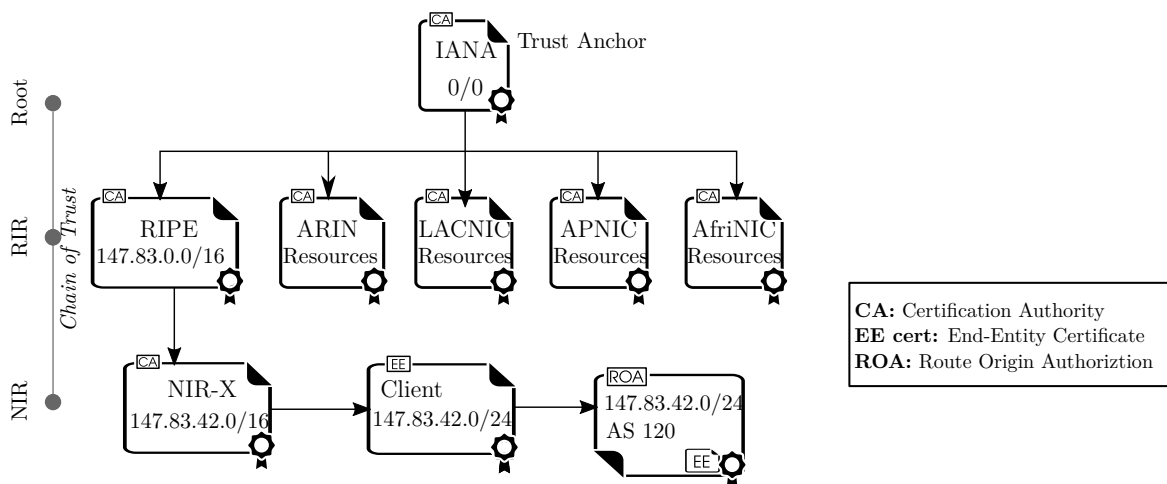 CA
IANA
0/0
Trust Anchor
Root
RIR
NIR
Chain of Trust
CA
RIPE
147.83.0.0/16
CA
ARIN
Resources
CA
LACNIC
Resources
CA
APNIC
Resources
CA
AfriNIC
Resources
CA
NIR-X
147.83.42.0/16
EE
Client
147.83.42.0/24
ROA
147.83.42.0/24
AS 120
EE
CA: Certification Authority
EE cert: End-Entity Certificate
ROA: Route Origin Authoriztion